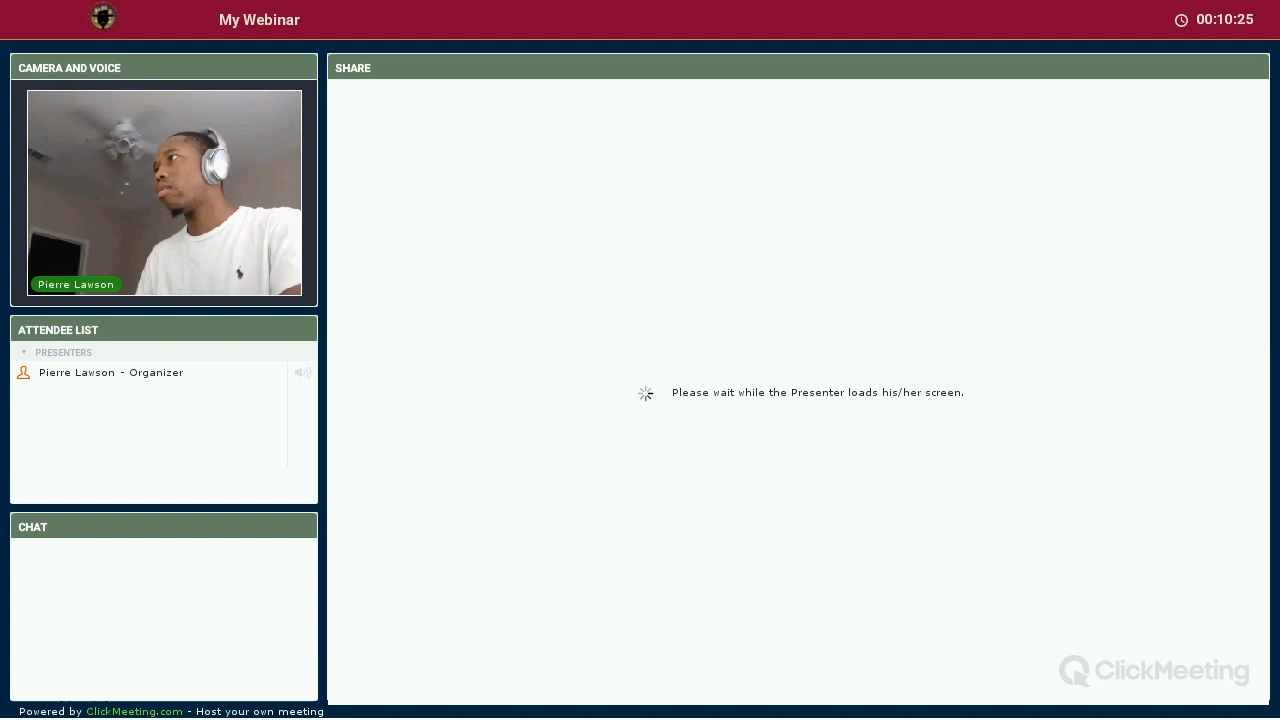 My Webinar
00:10:25
CAMERA AND VOICE
Pierre Lawson
ATTENDEE LIST
PRESENTERS
Pierre Lawson - Organizer
CHAT
SHARE
Please wait while the Presenter loads his/her screen.
ClickMeeting
Powered by ClickMeeting.com - Host your own meeting